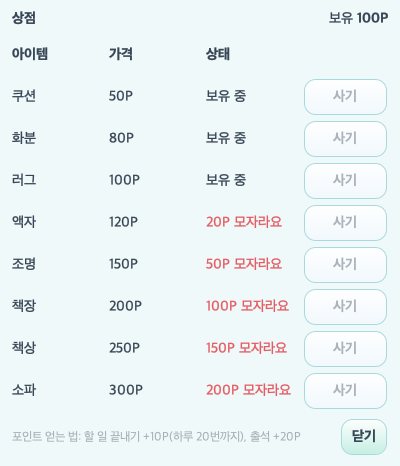 상점 보유 100P
아이템 가격 상태
쿠션 50P 보유 중 사기
화분 80P 보유 중 사기
러그 100P 보유 중 사기
액자 120P 20P 모자라요 사기
조명 150P 50P 모자라요 사기
책장 200P 100P 모자라요 사기
책상 250P 150P 모자라요 사기
소파 300P 200P 모자라요 사기
포인트 얻는 법: 할 일 끝내기 +10P(하루 20번까지), 출석 +20P 닫기